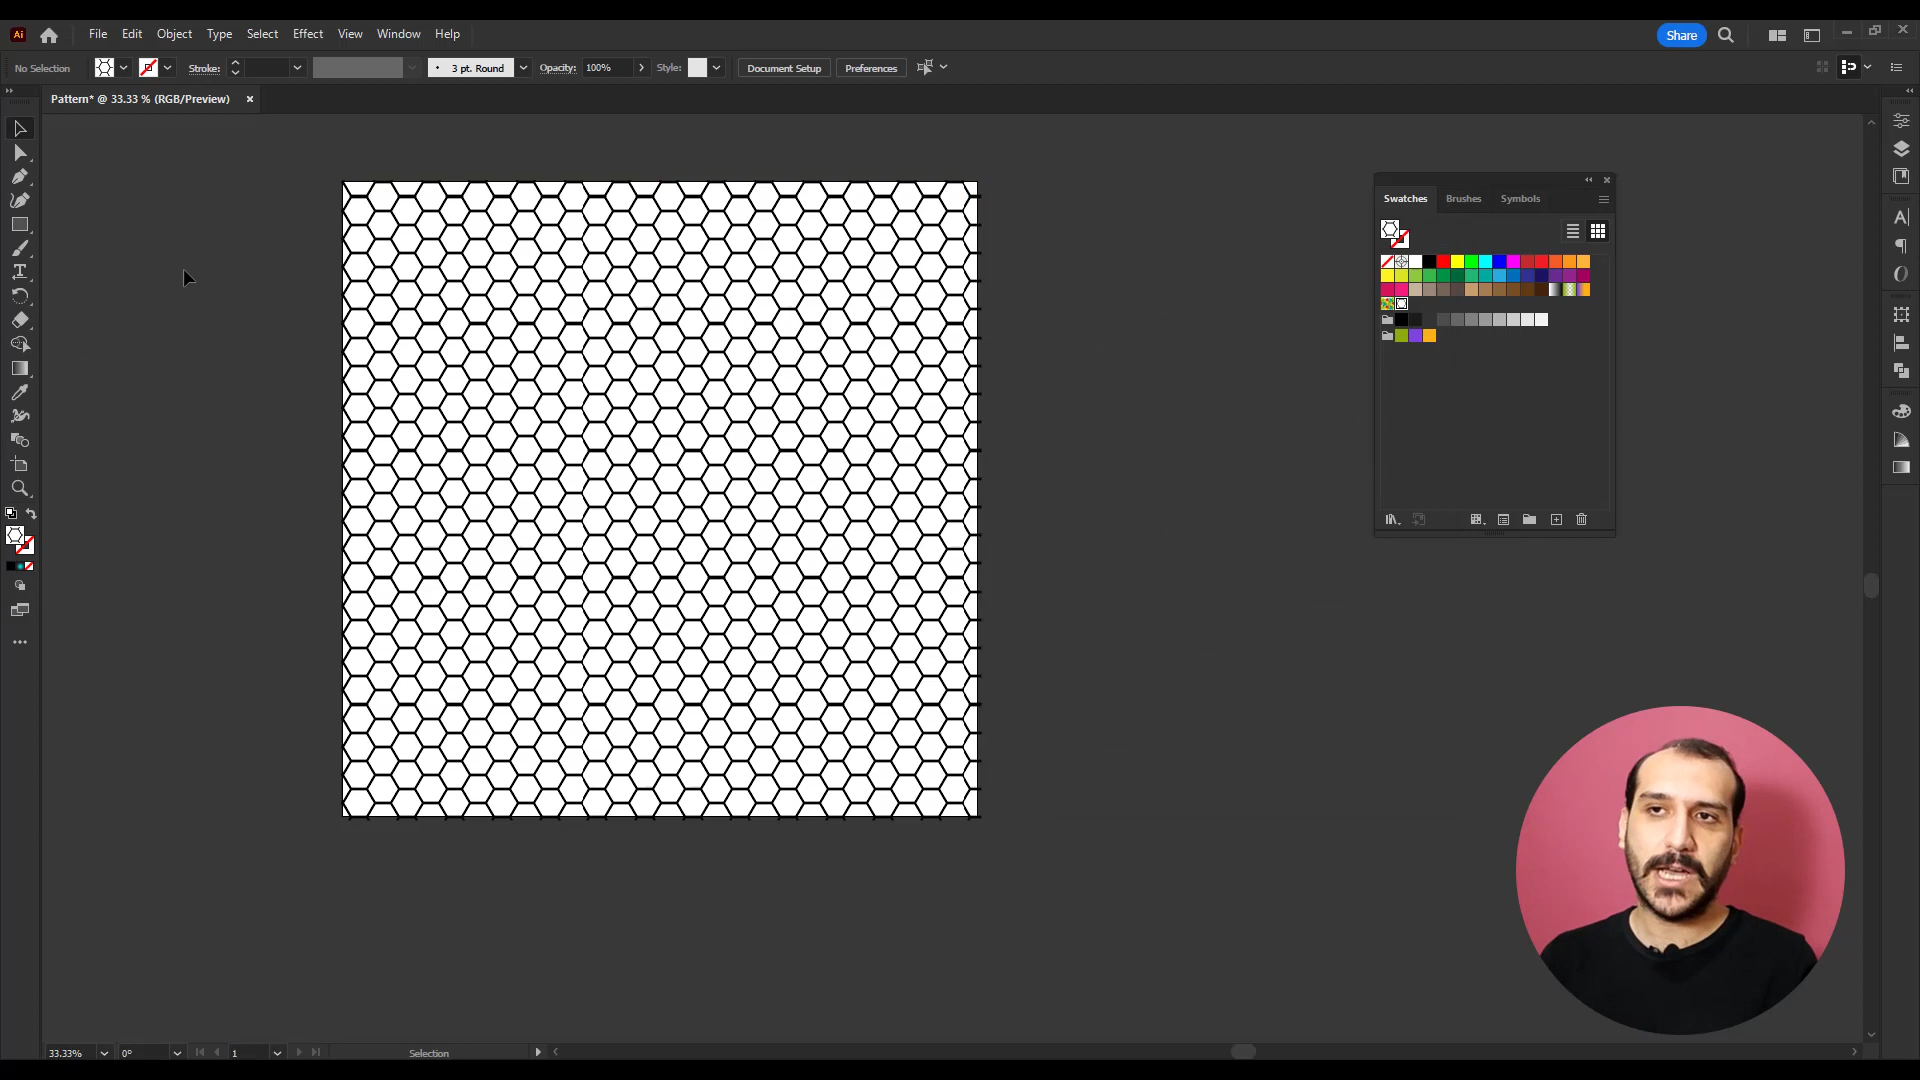 Ai File Edit Object Type Select Effect View Window Help Share
No Selection Stroke: 3 pt. Round Opacity: 100% Style: Document Setup Preferences
Pattern* @ 33.33 % (RGB/Preview)
Swatches Brushes Symbols
33.33% 0° 1 Selection